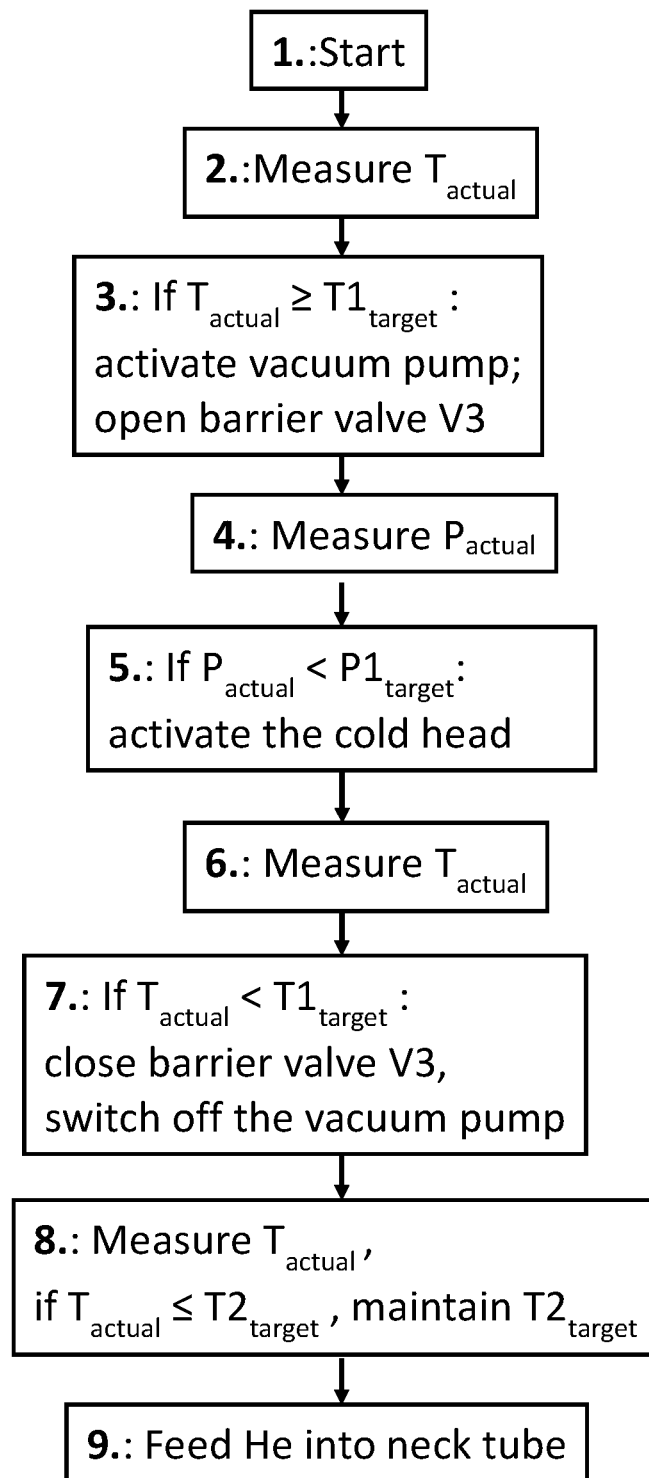 1.:Start
2.:Measure Tactual
3.: If Tactual ≥ T1target :
activate vacuum pump;
open barrier valve V3
4.: Measure Pactual
5.: If Pactual < P1target:
activate the cold head
6.: Measure Tactual
7.: If Tactual < T1target :
close barrier valve V3,
switch off the vacuum pump
8.: Measure Tactual ,
if Tactual ≤ T2target , maintain T2target
9.: Feed He into neck tube